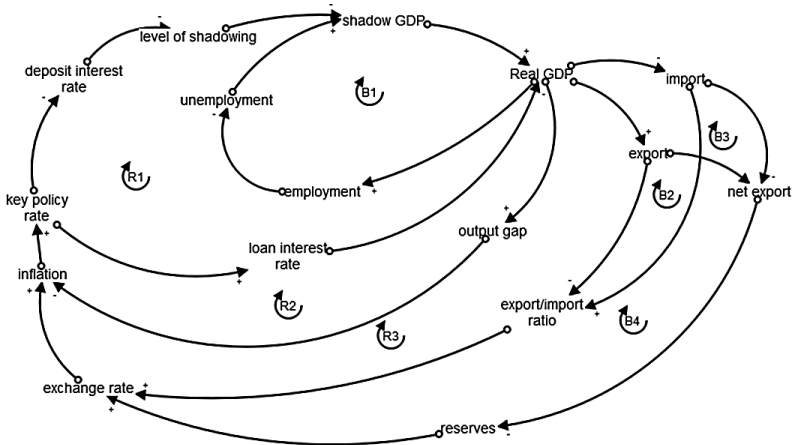 -
-
shadow GDP
+
level of shadowing
+
Real GDP
-
deposit interest
rate
-
import
-
unemployment
B1
-
B3
+
export
R1
employment
+
B2
-
net export
key policy
rate
+
+
output gap
loan interest
rate
+
inflation
+
-
R2
-
export/import
ratio
+
B4
R3
exchange rate
+
+
reserves
-